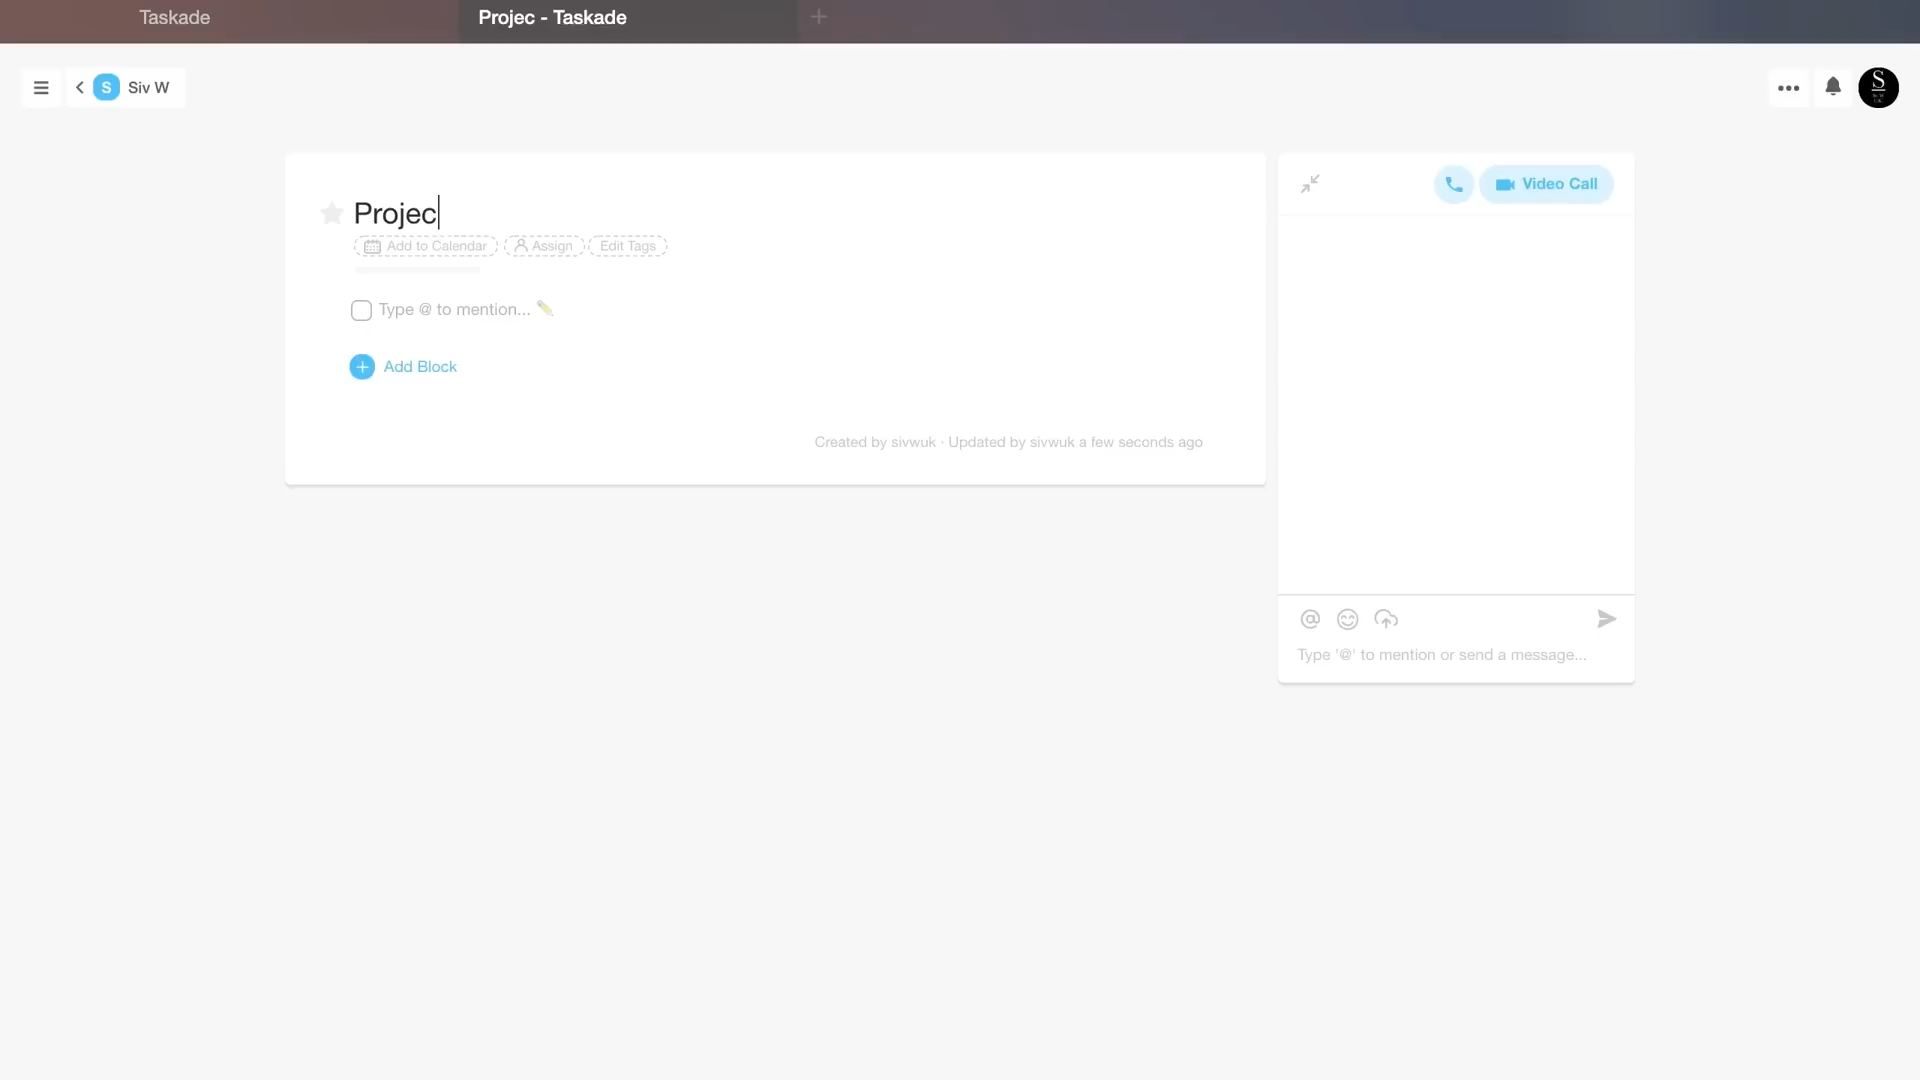 Taskade
Projec - Taskade
S Siv W
S
Video Call
Projec
Add to Calendar Assign Edit Tags
Type @ to mention...
Add Block
Created by sivwuk · Updated by sivwuk a few seconds ago
Type '@' to mention or send a message...